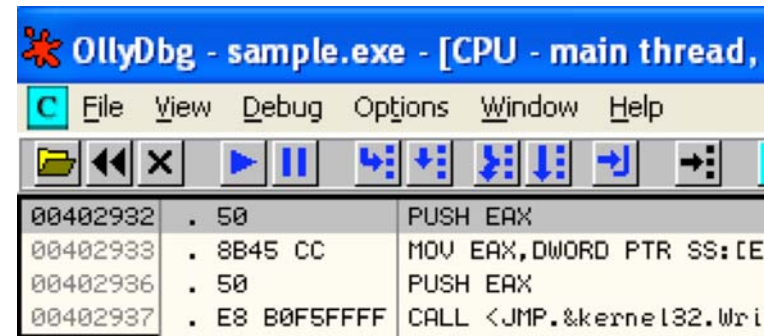 OllyDbg - sample.exe - [CPU - main thread,
C File View Debug Options Window Help
00402932 . 50 PUSH EAX
00402933 . 8B45 CC MOV EAX,DWORD PTR SS:[E
00402936 . 50 PUSH EAX
00402937 . E8 B0F5FFFF CALL <JMP.&kernel32.Wri